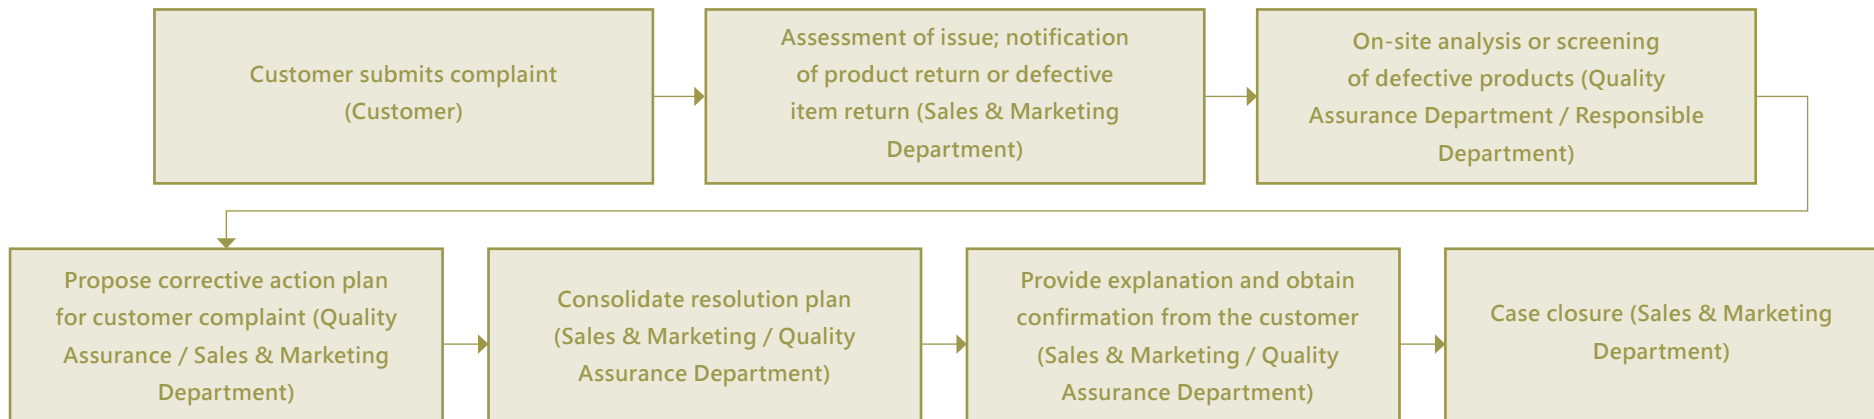 Customer submits complaint
(Customer)
Assessment of issue; notification
of product return or defective
item return (Sales & Marketing
Department)
On-site analysis or screening
of defective products (Quality
Assurance Department / Responsible
Department)
Propose corrective action plan
for customer complaint (Quality
Assurance / Sales & Marketing
Department)
Consolidate resolution plan
(Sales & Marketing / Quality
Assurance Department)
Provide explanation and obtain
confirmation from the customer
(Sales & Marketing / Quality
Assurance Department)
Case closure (Sales & Marketing
Department)